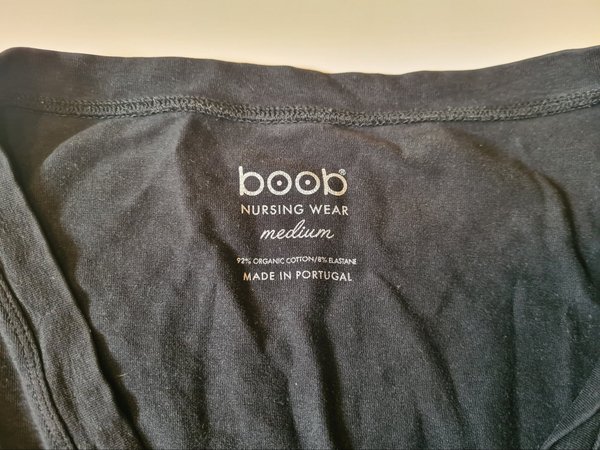 boob®
NURSING WEAR
medium
92% ORGANIC COTTON/8% ELASTANE
MADE IN PORTUGAL